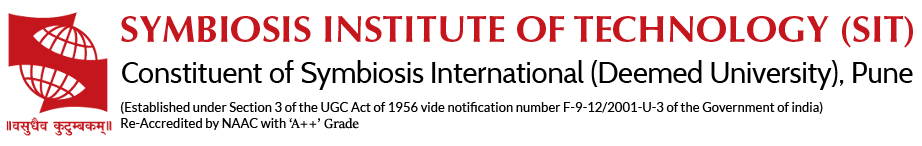 SYMBIOSIS INSTITUTE OF TECHNOLOGY (SIT)
Constituent of Symbiosis International (Deemed University), Pune
(Established under Section 3 of the UGC Act of 1956 vide notification number F-9-12/2001-U-3 of the Government of india)
Re-Accredited by NAAC with ‘A++’ Grade
॥वसुधैव कुटुम्बकम्॥